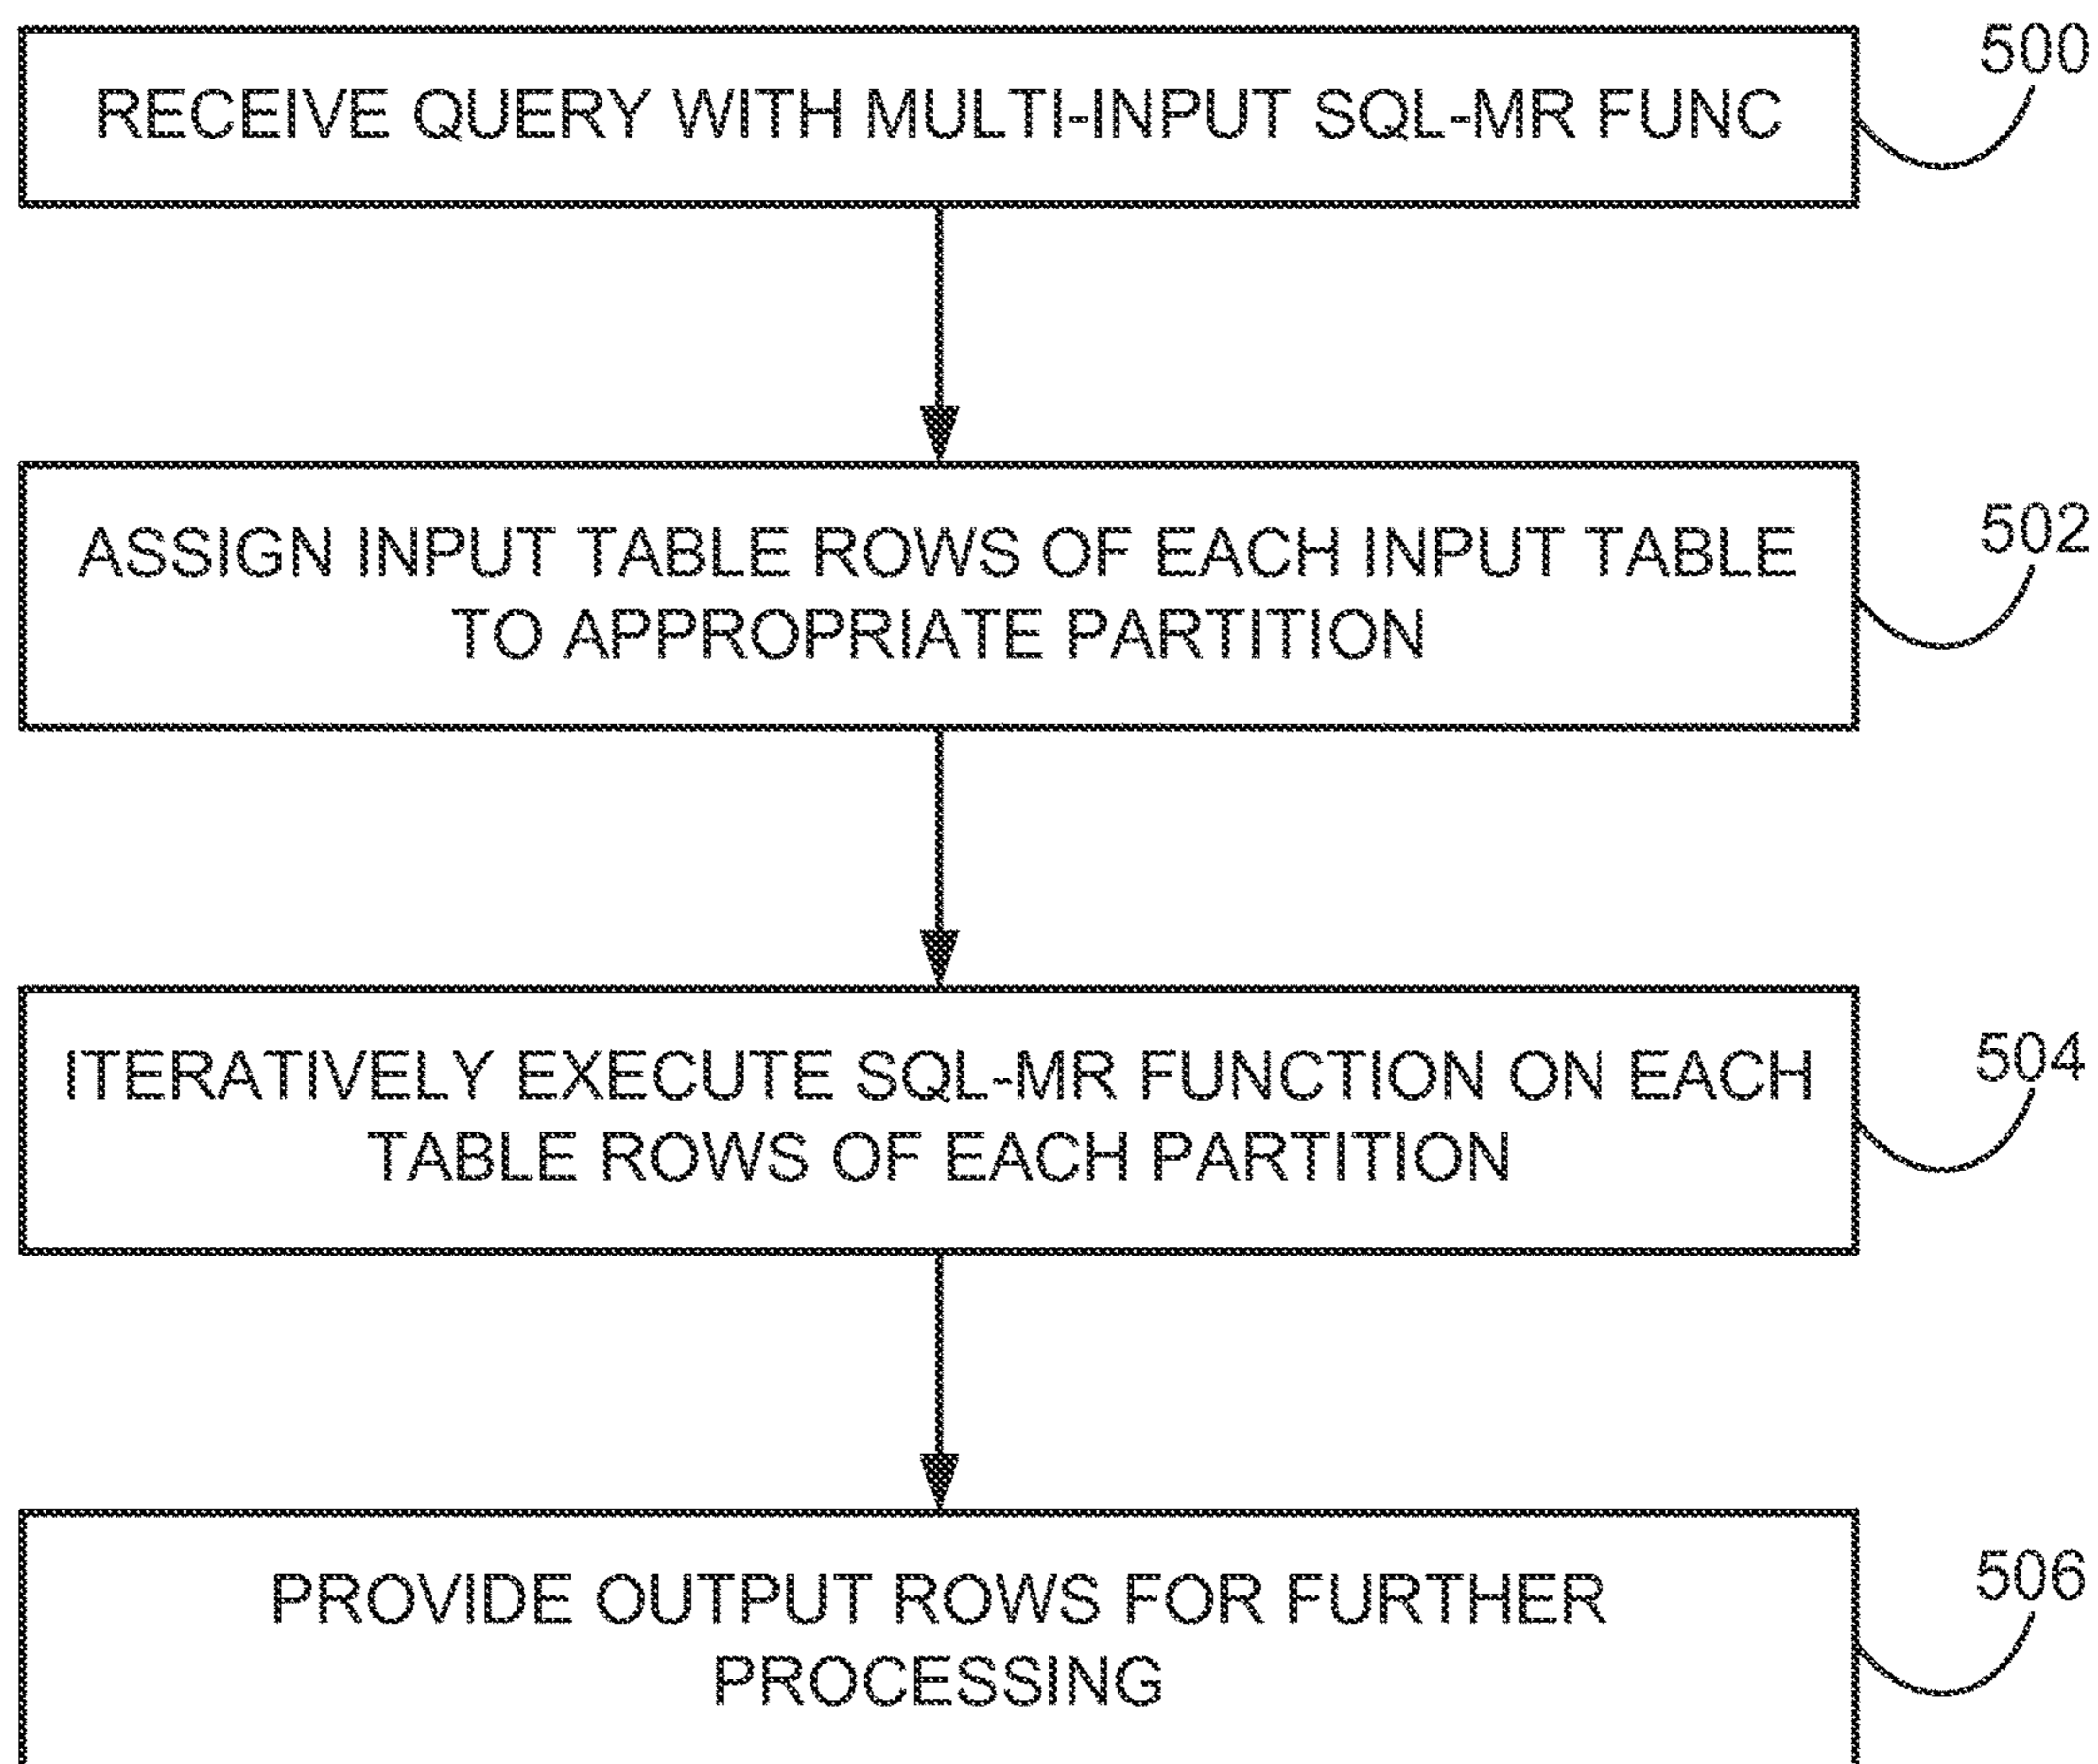 RECEIVE QUERY WITH MULTI-INPUT SQL-MR FUNC
500
ASSIGN INPUT TABLE ROWS OF EACH INPUT TABLE
TO APPROPRIATE PARTITION
502
ITERATIVELY EXECUTE SQL-MR FUNCTION ON EACH
TABLE ROWS OF EACH PARTITION
504
PROVIDE OUTPUT ROWS FOR FURTHER
PROCESSING
506